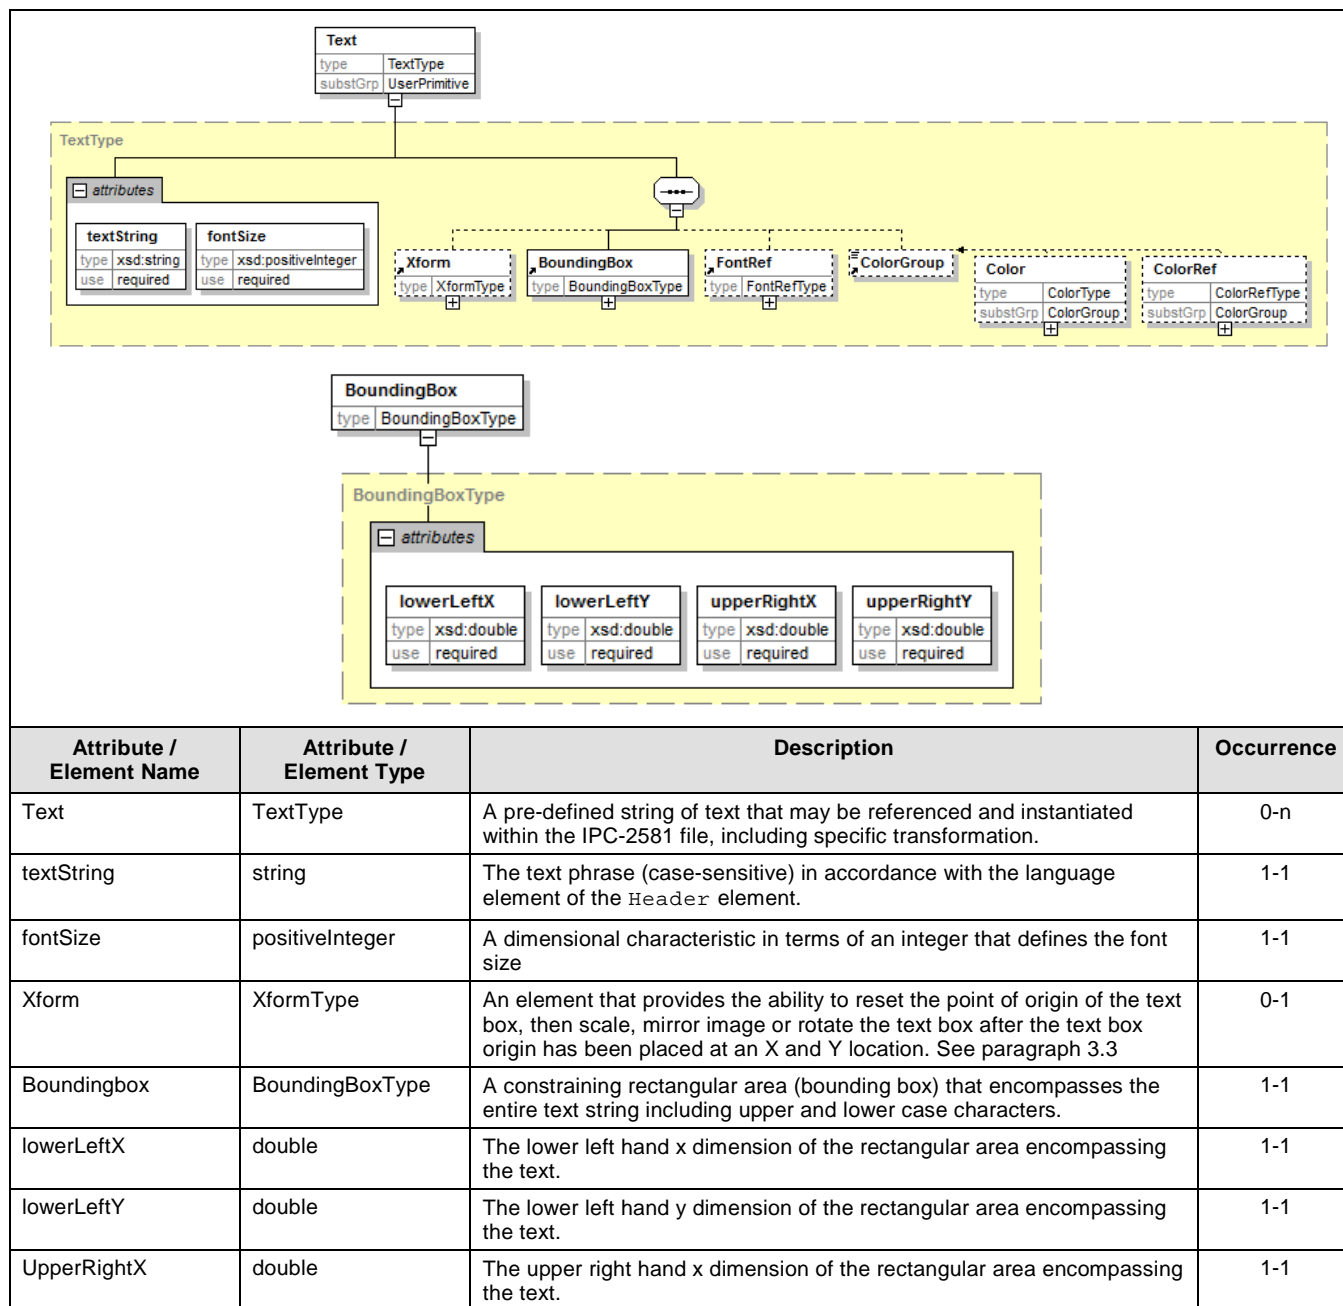 Text
type TextType
substGrp UserPrimitive
TextType
attributes
textString fontSize
type xsd:string type xsd:positiveInteger
use required use required
Xform BoundingBox FontRef ColorGroup Color ColorRef
type XformType type BoundingBoxType type FontRefType type ColorType type ColorRefType
substGrp ColorGroup substGrp ColorGroup
BoundingBox
type BoundingBoxType
BoundingBoxType
attributes
lowerLeftX lowerLeftY upperRightX upperRightY
type xsd:double type xsd:double type xsd:double type xsd:double
use required use required use required use required
Attribute / Attribute / Description Occurrence
Element Name Element Type
Text TextType A pre-defined string of text that may be referenced and instantiated 0-n
within the IPC-2581 file, including specific transformation.
textString string The text phrase (case-sensitive) in accordance with the language 1-1
element of the Header element.
fontSize positiveInteger A dimensional characteristic in terms of an integer that defines the font 1-1
size
Xform XformType An element that provides the ability to reset the point of origin of the text 0-1
box, then scale, mirror image or rotate the text box after the text box
origin has been placed at an X and Y location. See paragraph 3.3
Boundingbox BoundingBoxType A constraining rectangular area (bounding box) that encompasses the 1-1
entire text string including upper and lower case characters.
lowerLeftX double The lower left hand x dimension of the rectangular area encompassing 1-1
the text.
lowerLeftY double The lower left hand y dimension of the rectangular area encompassing 1-1
the text.
UpperRightX double The upper right hand x dimension of the rectangular area encompassing 1-1
the text.